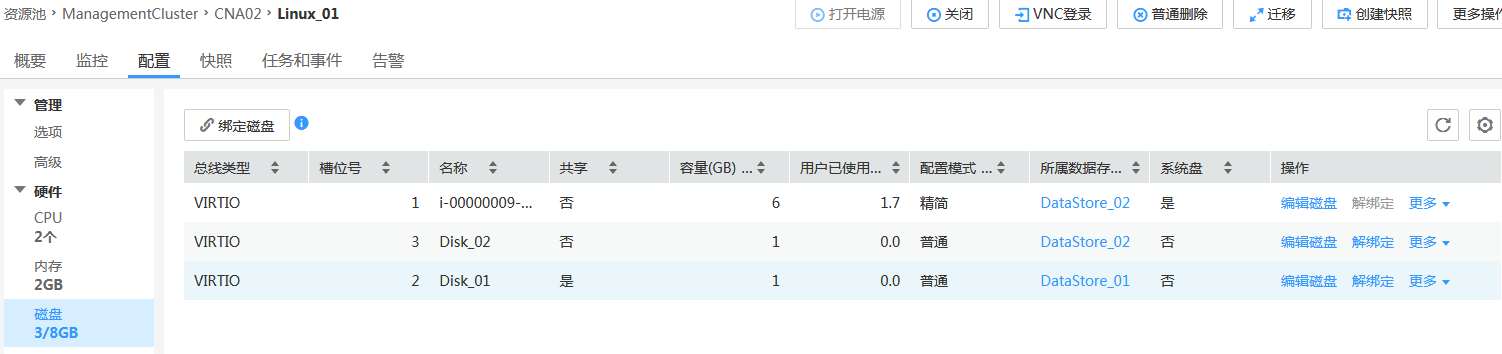 资源池 > ManagementCluster > CNA02 > Linux_01
打开电源 关闭 VNC登录 普通删除 迁移 创建快照 更多操作
概要 监控 配置 快照 任务和事件 告警
管理
选项
高级
硬件
CPU
2个
内存
2GB
磁盘
3/8GB
绑定磁盘
总线类型 槽位号 名称 共享 容量(GB) ... 用户已使用... 配置模式 ... 所属数据存... 系统盘 操作
VIRTIO 1 i-00000009-... 否 6 1.7 精简 DataStore_02 是 编辑磁盘 解绑定 更多
VIRTIO 3 Disk_02 否 1 0.0 普通 DataStore_02 否 编辑磁盘 解绑定 更多
VIRTIO 2 Disk_01 是 1 0.0 普通 DataStore_01 否 编辑磁盘 解绑定 更多